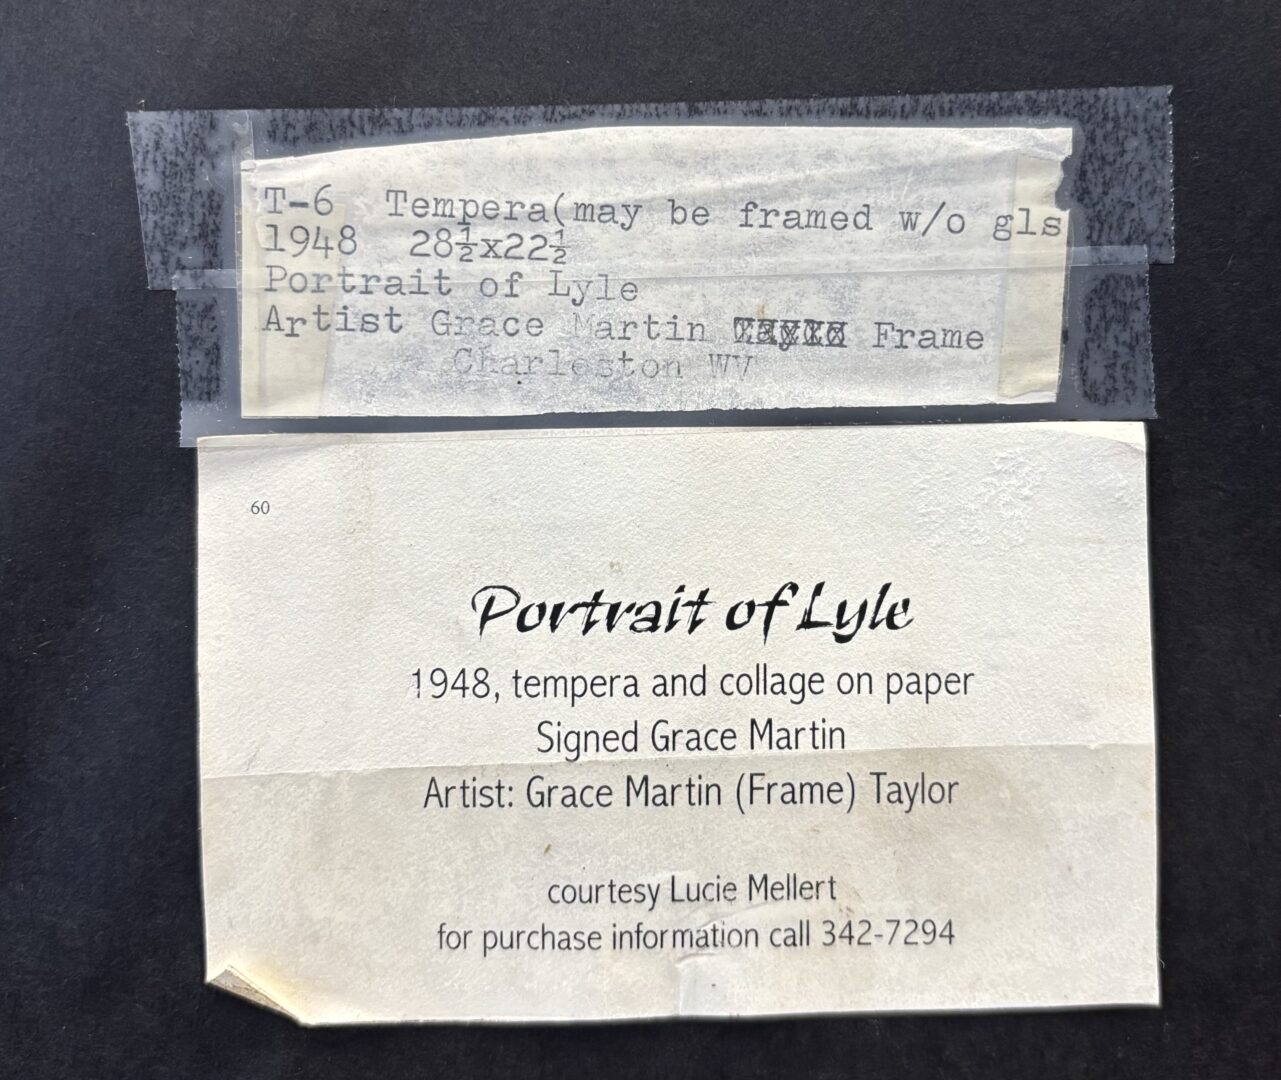 T-6 Tempera(may be framed w/o gls
1948 28½x22½
Portrait of Lyle
Artist Grace Martin Frame
Charleston WV
60
Portrait of Lyle
1948, tempera and collage on paper
Signed Grace Martin
Artist: Grace Martin (Frame) Taylor
courtesy Lucie Mellert
for purchase information call 342-7294